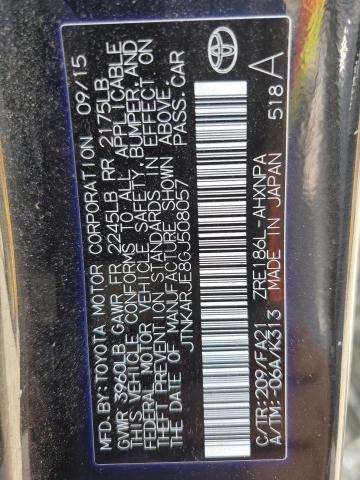 MFD. BY: TOYOTA MOTOR CORPORATION 09/15
GVWR 3960LB GAWR FR 2245LB RR 2175LB
THIS VEHICLE CONFORMS TO ALL APPLICABLE
FEDERAL MOTOR VEHICLE SAFETY, BUMPER, AND
THEFT PREVENTION STANDARDS IN EFFECT ON
THE DATE OF MANUFACTURE SHOWN ABOVE.
JTNKARJE8GJ508057 PASS. CAR
C/TR: 209/FA21 ZRE186L-AHXNPA
A/TM: -06A/K313 MADE IN JAPAN 518 A